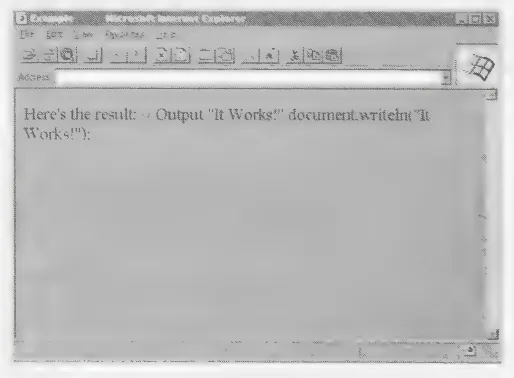 Example Microsoft Internet Explorer
File Edit View Favorites Help
Address
Here's the result: Output "It Works!" document.writeln("It
Works!");